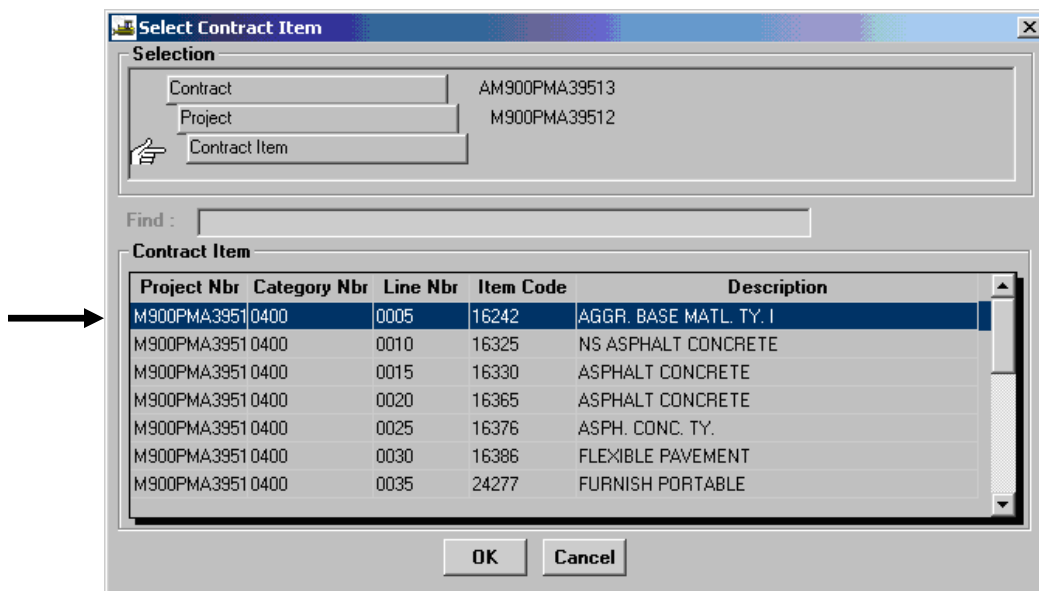 Select Contract Item
Selection
Contract AM900PMA39513
Project M900PMA39512
Contract Item
Find :
Contract Item
Project Nbr Category Nbr Line Nbr Item Code Description
M900PMA3951 0400 0005 16242 AGGR. BASE MATL. TY. I
M900PMA3951 0400 0010 16325 NS ASPHALT CONCRETE
M900PMA3951 0400 0015 16330 ASPHALT CONCRETE
M900PMA3951 0400 0020 16365 ASPHALT CONCRETE
M900PMA3951 0400 0025 16376 ASPH. CONC. TY.
M900PMA3951 0400 0030 16386 FLEXIBLE PAVEMENT
M900PMA3951 0400 0035 24277 FURNISH PORTABLE
OK Cancel